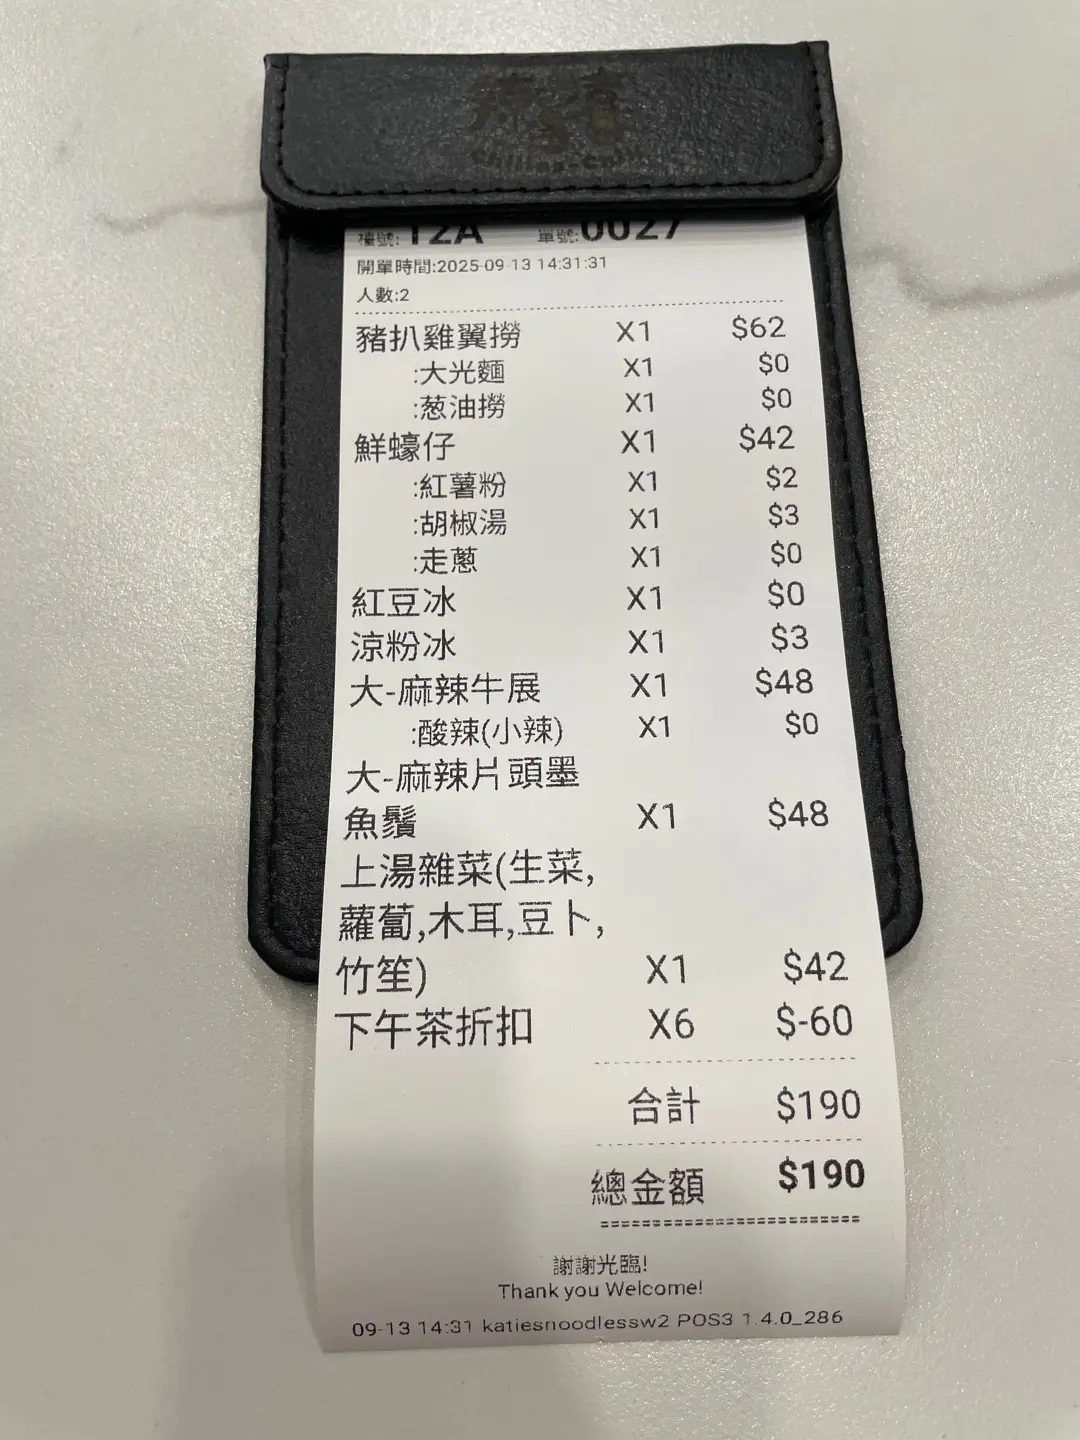 檯號: 12A 單號:0027
開單時間:2025-09-13 14:31:31
人數:2
豬扒雞翼撈 X1 $62
:大光麵 X1 $0
:葱油撈 X1 $0
鮮蠔仔 X1 $42
:紅薯粉 X1 $2
:胡椒湯 X1 $3
:走蔥 X1 $0
紅豆冰 X1 $0
涼粉冰 X1 $3
大-麻辣牛展 X1 $48
:酸辣(小辣) X1 $0
大-麻辣片頭墨
魚鬚 X1 $48
上湯雜菜(生菜,
蘿蔔,木耳,豆卜,
竹笙) X1 $42
下午茶折扣 X6 $-60
合計 $190
總金額 $190
=========================
謝謝光臨!
Thank you Welcome!
09-13 14:31 katiesnoodlessw2 POS3 1.4.0_286